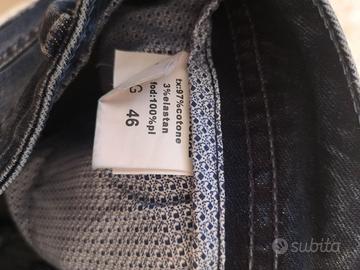 tx:97%cotone
3%elastan
fod:100%pl
G 46
subito